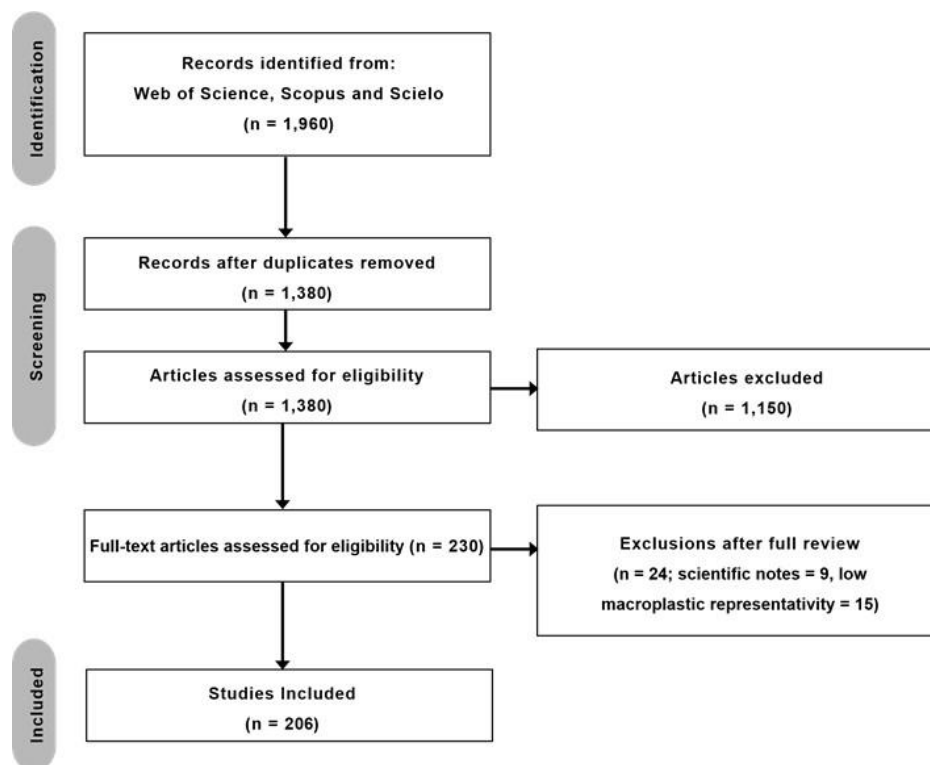 Identification
Records identified from:
Web of Science, Scopus and Scielo
(n = 1,960)
Screening
Records after duplicates removed
(n = 1,380)
Articles assessed for eligibility
(n = 1,380)
Articles excluded
(n = 1,150)
Full-text articles assessed for eligibility (n = 230)
Exclusions after full review
(n = 24; scientific notes = 9, low
macroplastic representativity = 15)
Included
Studies Included
(n = 206)